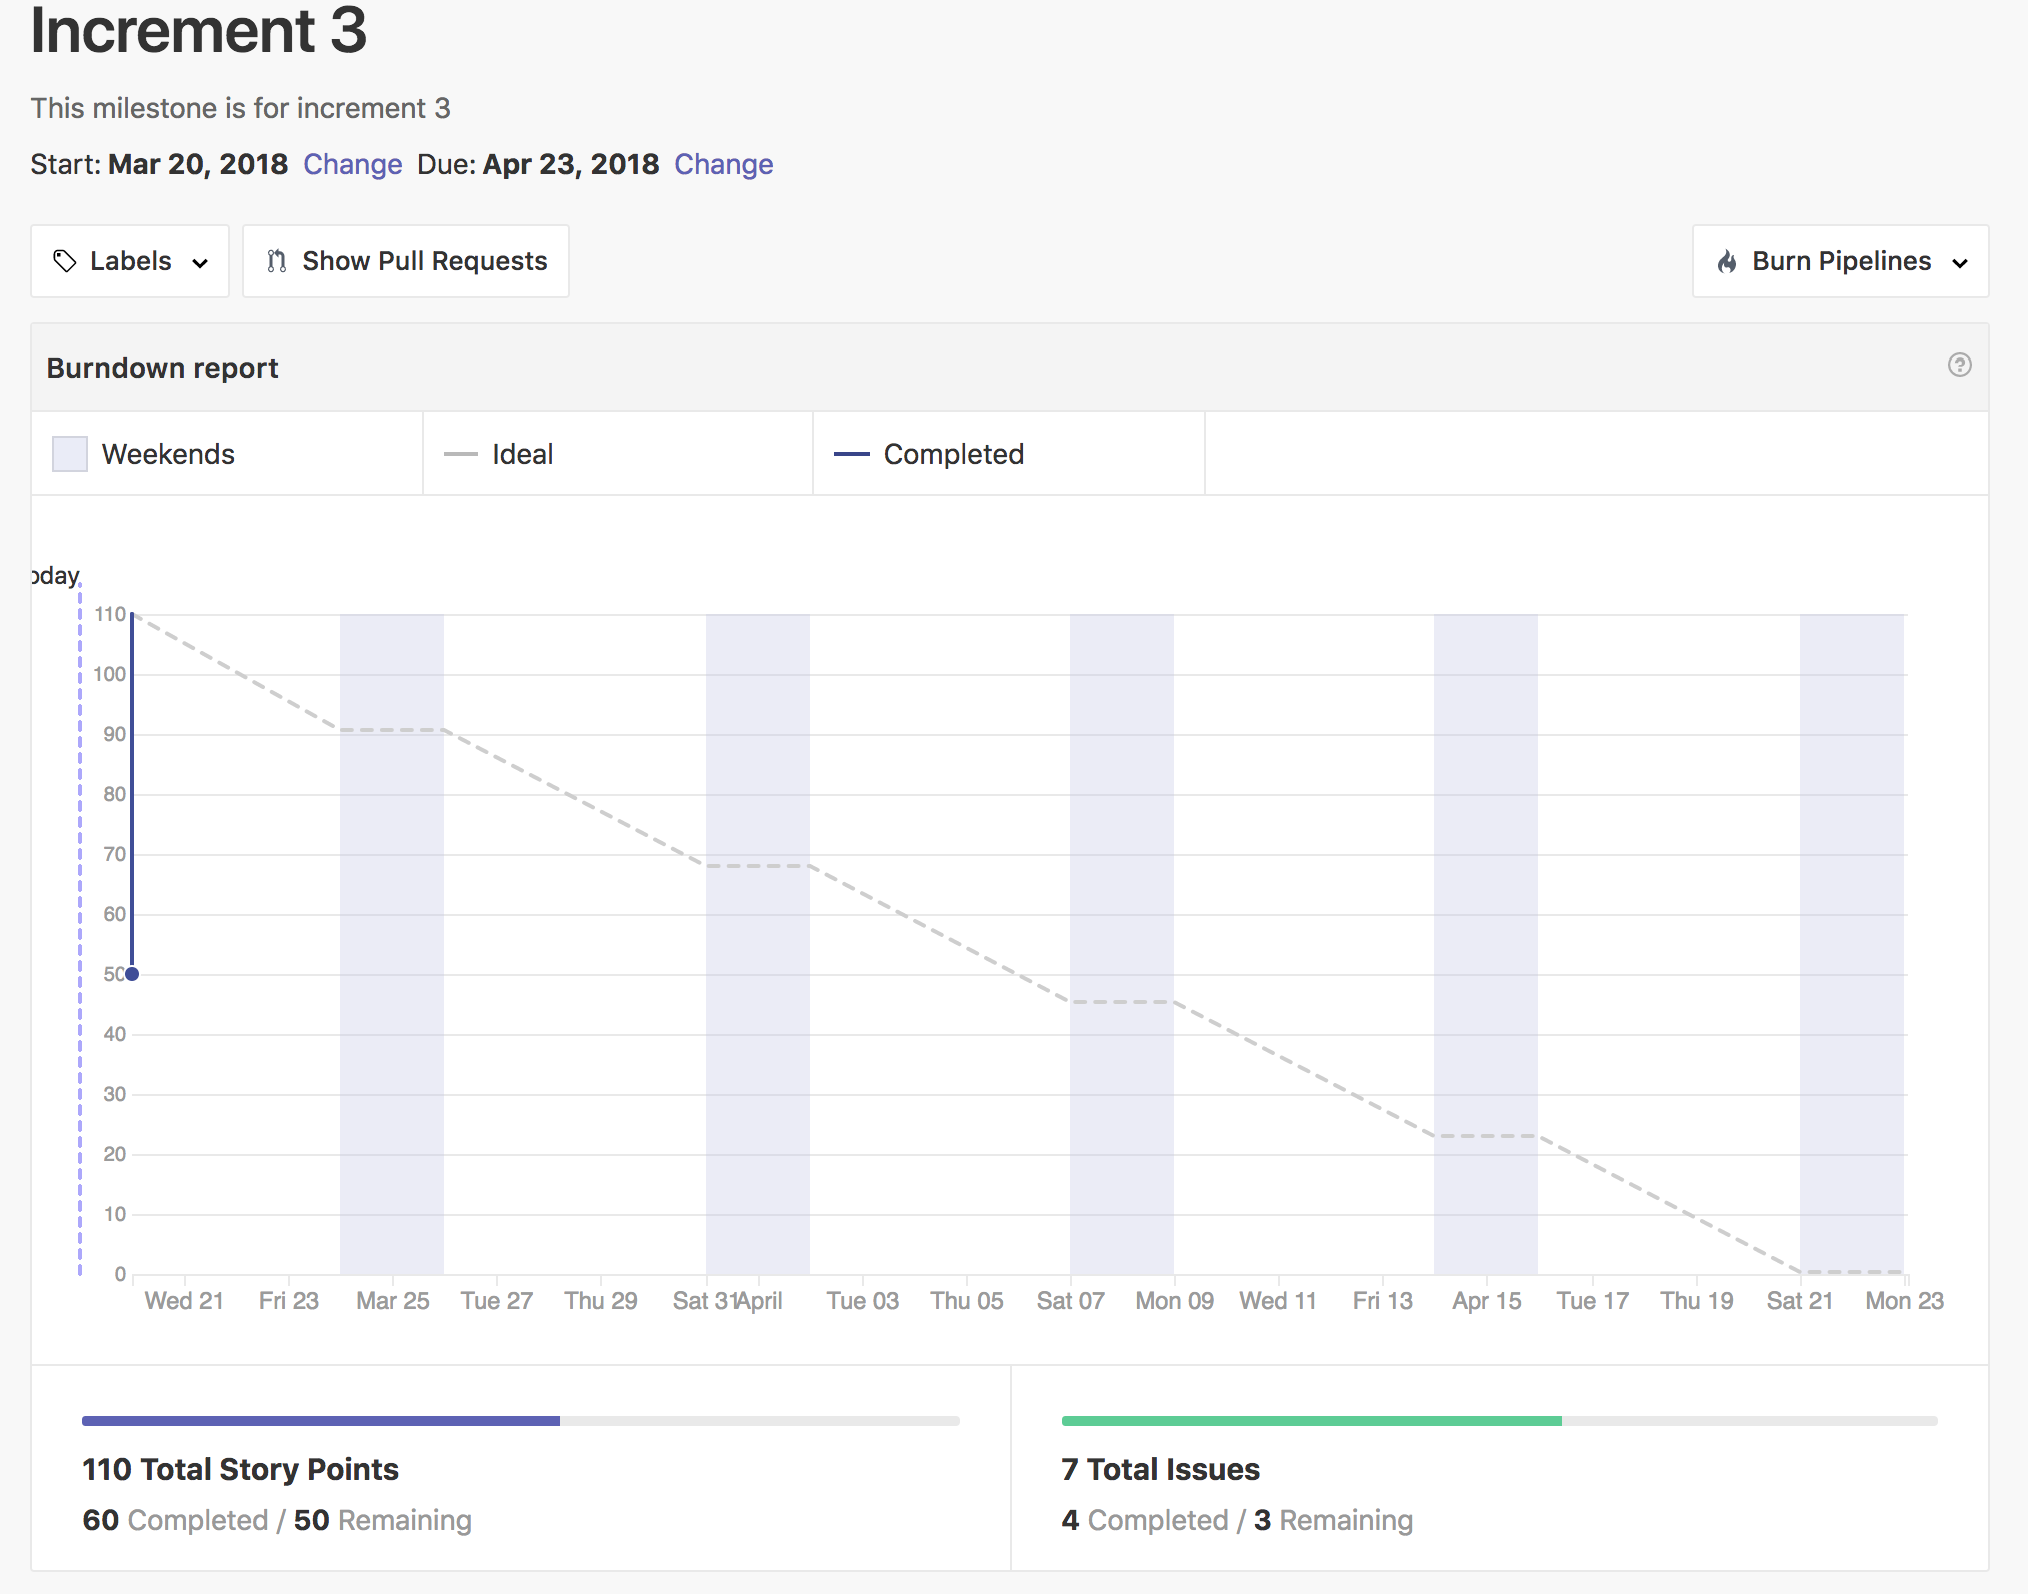 Increment 3
This milestone is for increment 3
Start: Mar 20, 2018 Change Due: Apr 23, 2018 Change
Labels Show Pull Requests Burn Pipelines
Burndown report ?
Weekends Ideal Completed
oday
110
100
90
80
70
60
50
40
30
20
10
0
Wed 21 Fri 23 Mar 25 Tue 27 Thu 29 Sat 31 April Tue 03 Thu 05 Sat 07 Mon 09 Wed 11 Fri 13 Apr 15 Tue 17 Thu 19 Sat 21 Mon 23
110 Total Story Points
60 Completed / 50 Remaining
7 Total Issues
4 Completed / 3 Remaining